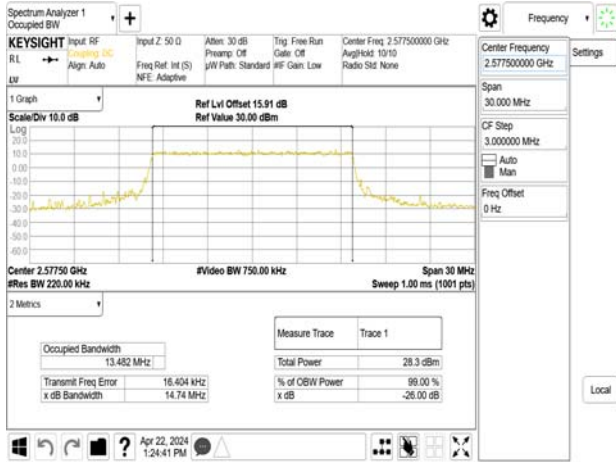 Spectrum Analyzer 1
Occupied BW
+
Frequency
KEYSIGHT
Input: RF
Coupling: DC
Align: Auto
RL
LW
Input Z: 50 Ω
Freq Ref: Int (S)
NFE: Adaptive
Atten: 30 dB
Preamp: Off
µW Path: Standard
Trig: Free Run
Gate: Off
#IF Gain: Low
Center Freq: 2.577500000 GHz
Avg|Hold: 10/10
Radio Std: None
Center Frequency
2.577500000 GHz
Settings
Span
30.000 MHz
CF Step
3.000000 MHz
Auto
Man
Freq Offset
0 Hz
Local
1 Graph
Scale/Div 10.0 dB
Ref Lvl Offset 15.91 dB
Ref Value 30.00 dBm
Log
20.0
10.0
0.00
-10.0
-20.0
-30.0
-40.0
-50.0
-60.0
Center 2.57750 GHz
#Video BW 750.00 kHz
Span 30 MHz
#Res BW 220.00 kHz
Sweep 1.00 ms (1001 pts)
2 Metrics
Measure Trace
Trace 1
Occupied Bandwidth
13.482 MHz
Total Power
28.3 dBm
Transmit Freq Error
16.404 kHz
% of OBW Power
99.00 %
x dB Bandwidth
14.74 MHz
x dB
-26.00 dB
?
Apr 22, 2024
1:24:41 PM